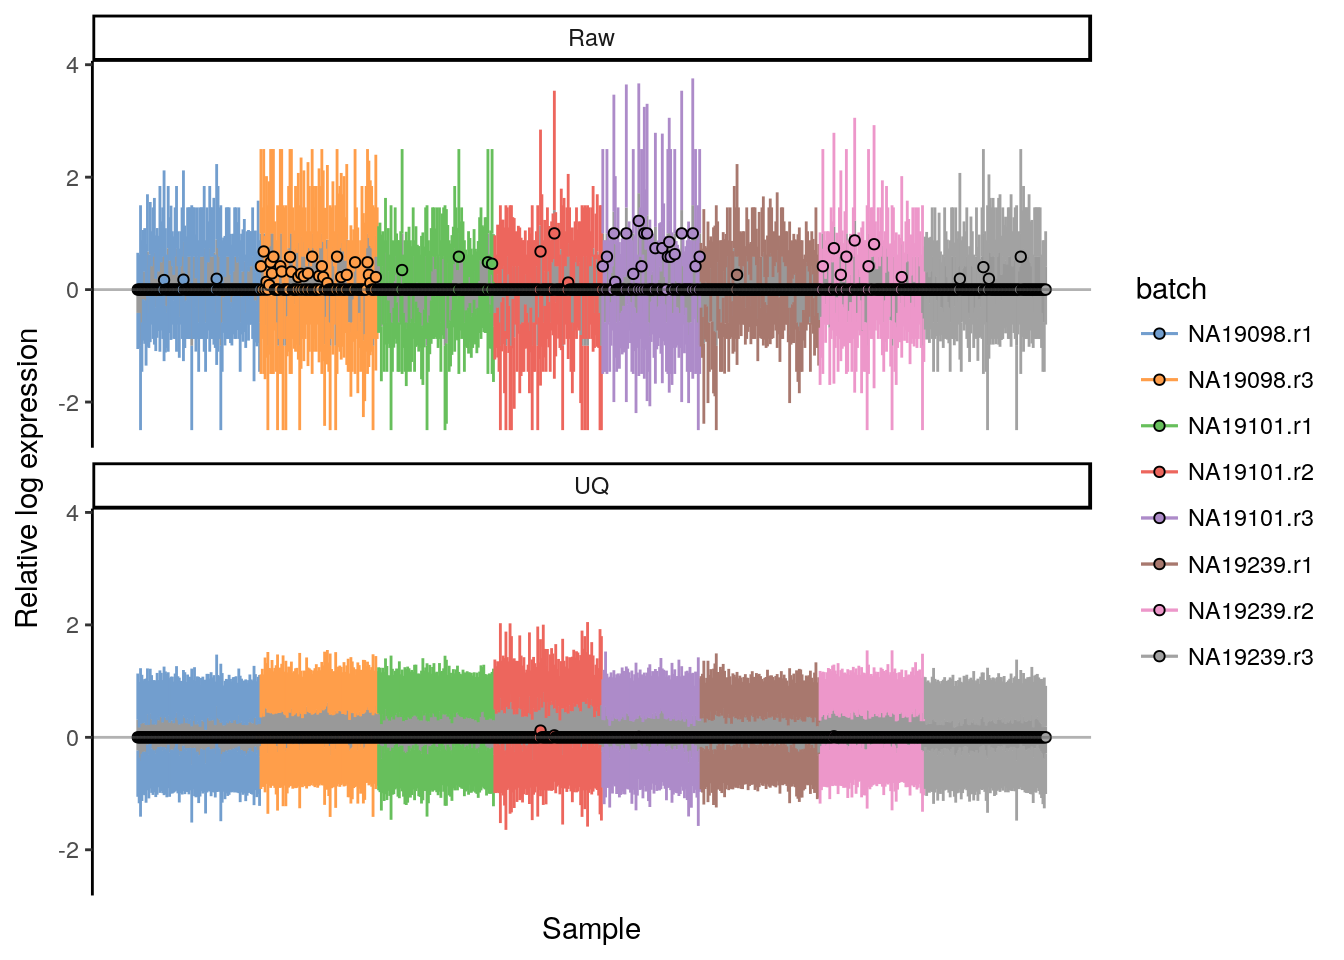 Raw
4
2
0
-2
UQ
4
2
0
-2
Relative log expression
Sample
batch
NA19098.r1
NA19098.r3
NA19101.r1
NA19101.r2
NA19101.r3
NA19239.r1
NA19239.r2
NA19239.r3